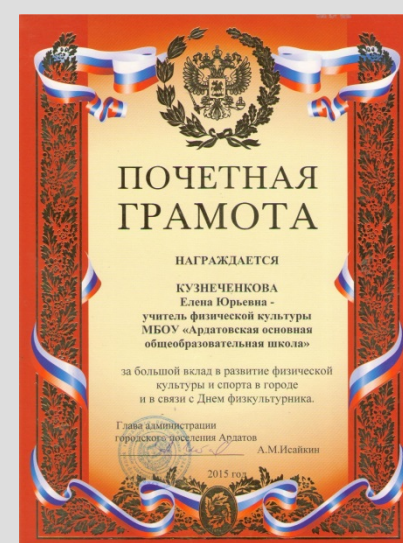 ПОЧЕТНАЯ
ГРАМОТА
НАГРАЖДАЕТСЯ
КУЗНЕЧЕНКОВА
Елена Юрьевна -
учитель физической культуры
МБОУ «Ардатовская основная
общеобразовательная школа»
за большой вклад в развитие физической
культуры и спорта в городе
и в связи с Днем физкультурника.
Глава администрации
городского поселения Ардатов
А.М.Исайкин
2015 год